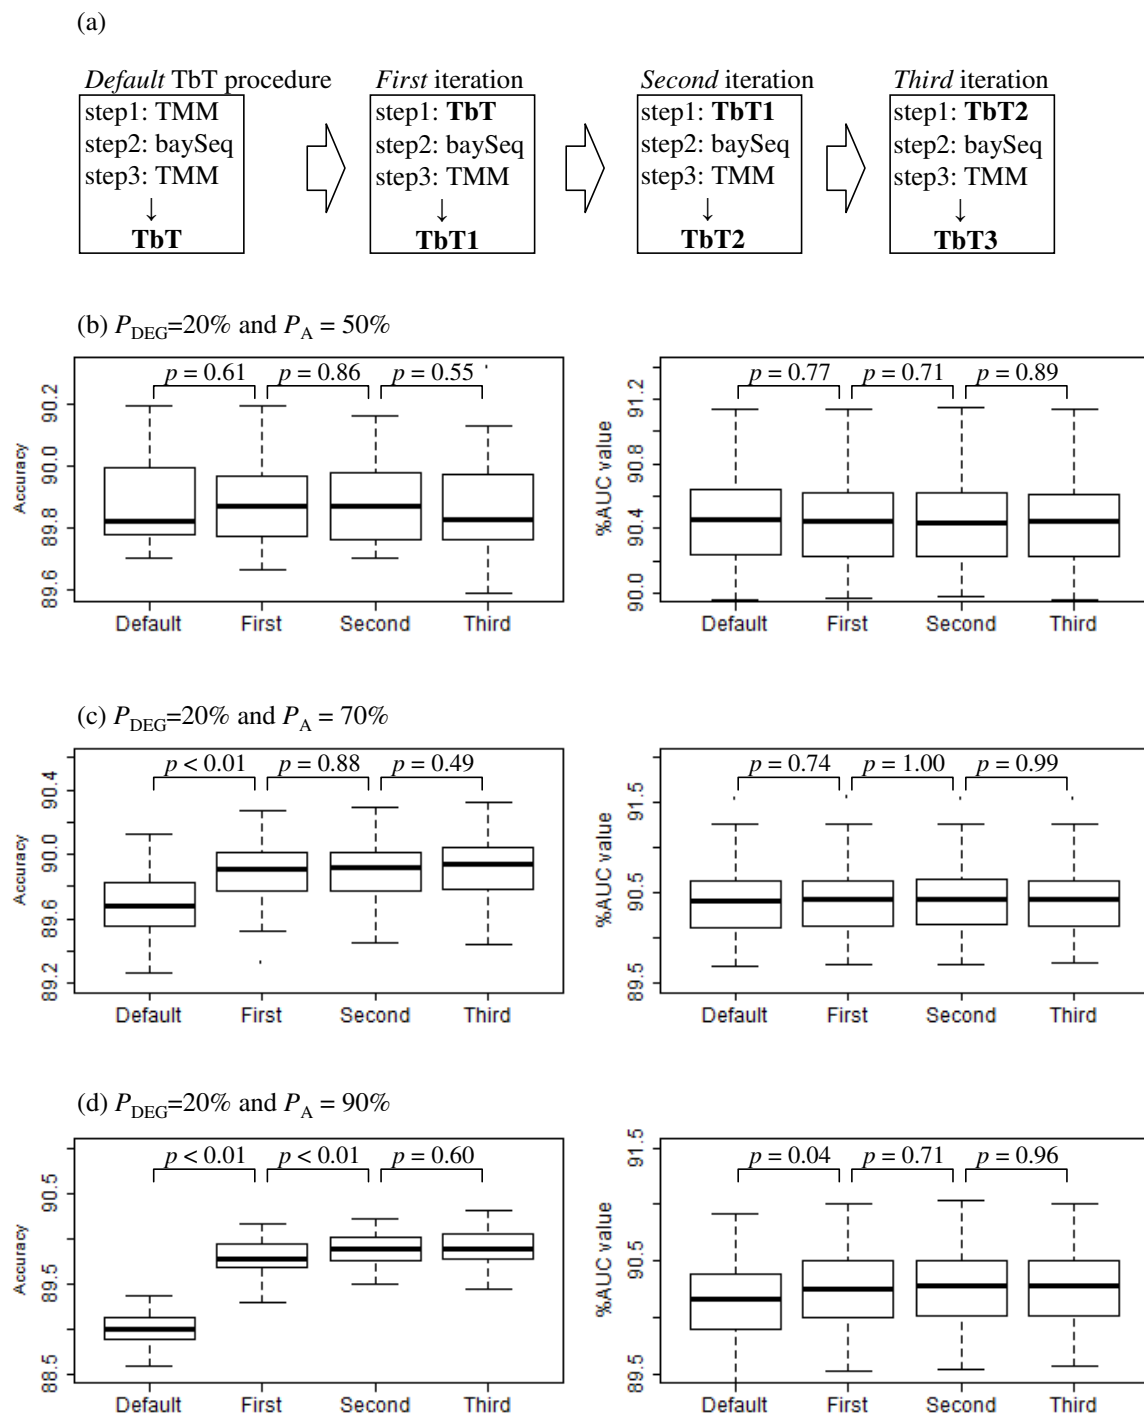 (a)
Default TbT procedure
step1: TMM
step2: baySeq
step3: TMM
↓
TbT
First iteration
step1: TbT
step2: baySeq
step3: TMM
↓
TbT1
Second iteration
step1: TbT1
step2: baySeq
step3: TMM
↓
TbT2
Third iteration
step1: TbT2
step2: baySeq
step3: TMM
↓
TbT3
(b) PDEG=20% and PA = 50%
Accuracy
90.2
90.0
89.8
89.6
p = 0.61
p = 0.86
p = 0.55
Default
First
Second
Third
%AUC value
91.2
90.8
90.4
90.0
p = 0.77
p = 0.71
p = 0.89
Default
First
Second
Third
(c) PDEG=20% and PA = 70%
Accuracy
90.4
90.0
89.6
89.2
p < 0.01
p = 0.88
p = 0.49
Default
First
Second
Third
%AUC value
91.5
90.5
89.5
p = 0.74
p = 1.00
p = 0.99
Default
First
Second
Third
(d) PDEG=20% and PA = 90%
Accuracy
90.5
89.5
88.5
p < 0.01
p < 0.01
p = 0.60
Default
First
Second
Third
%AUC value
91.5
90.5
89.5
p = 0.04
p = 0.71
p = 0.96
Default
First
Second
Third